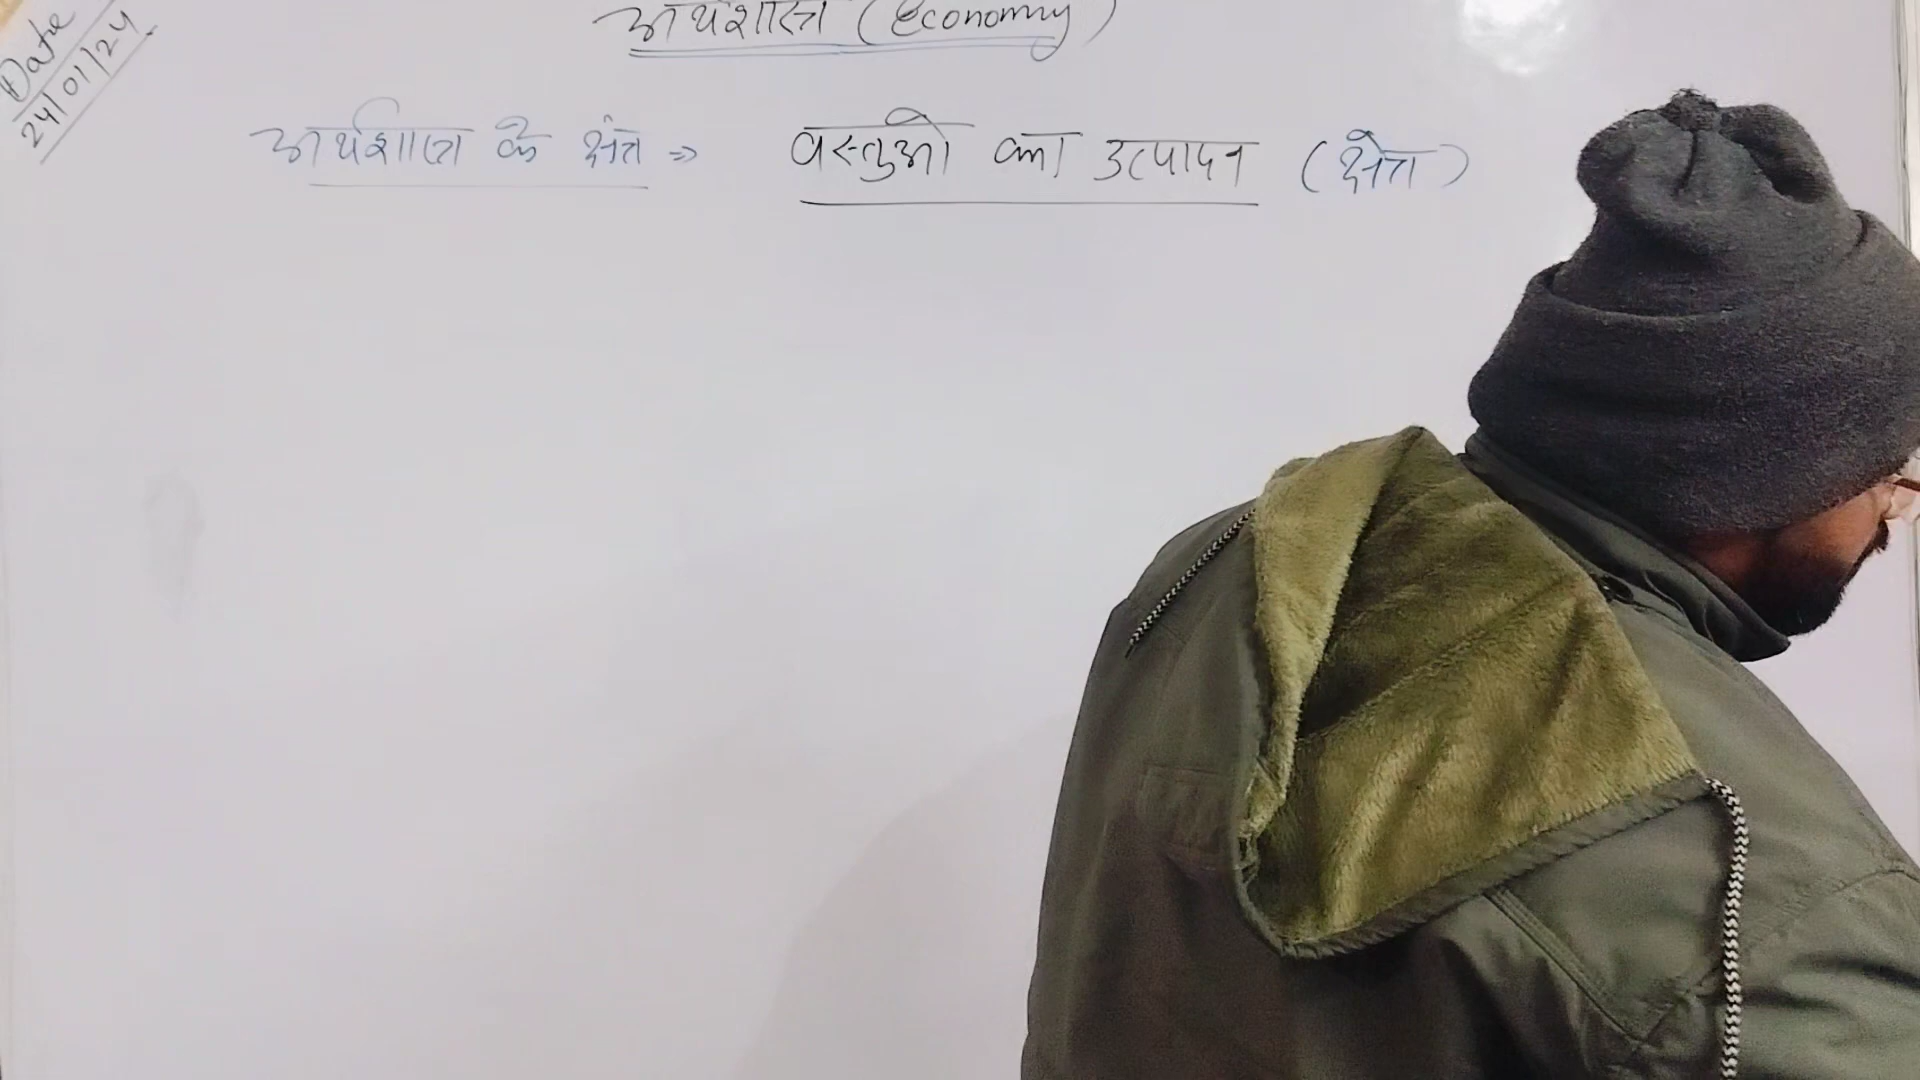 Date
24/01/24
अर्थशास्त्र (Economy)
अर्थशास्त्र के क्षेत्र ⇒ वस्तुओ का उत्पादन (क्षेत्र)